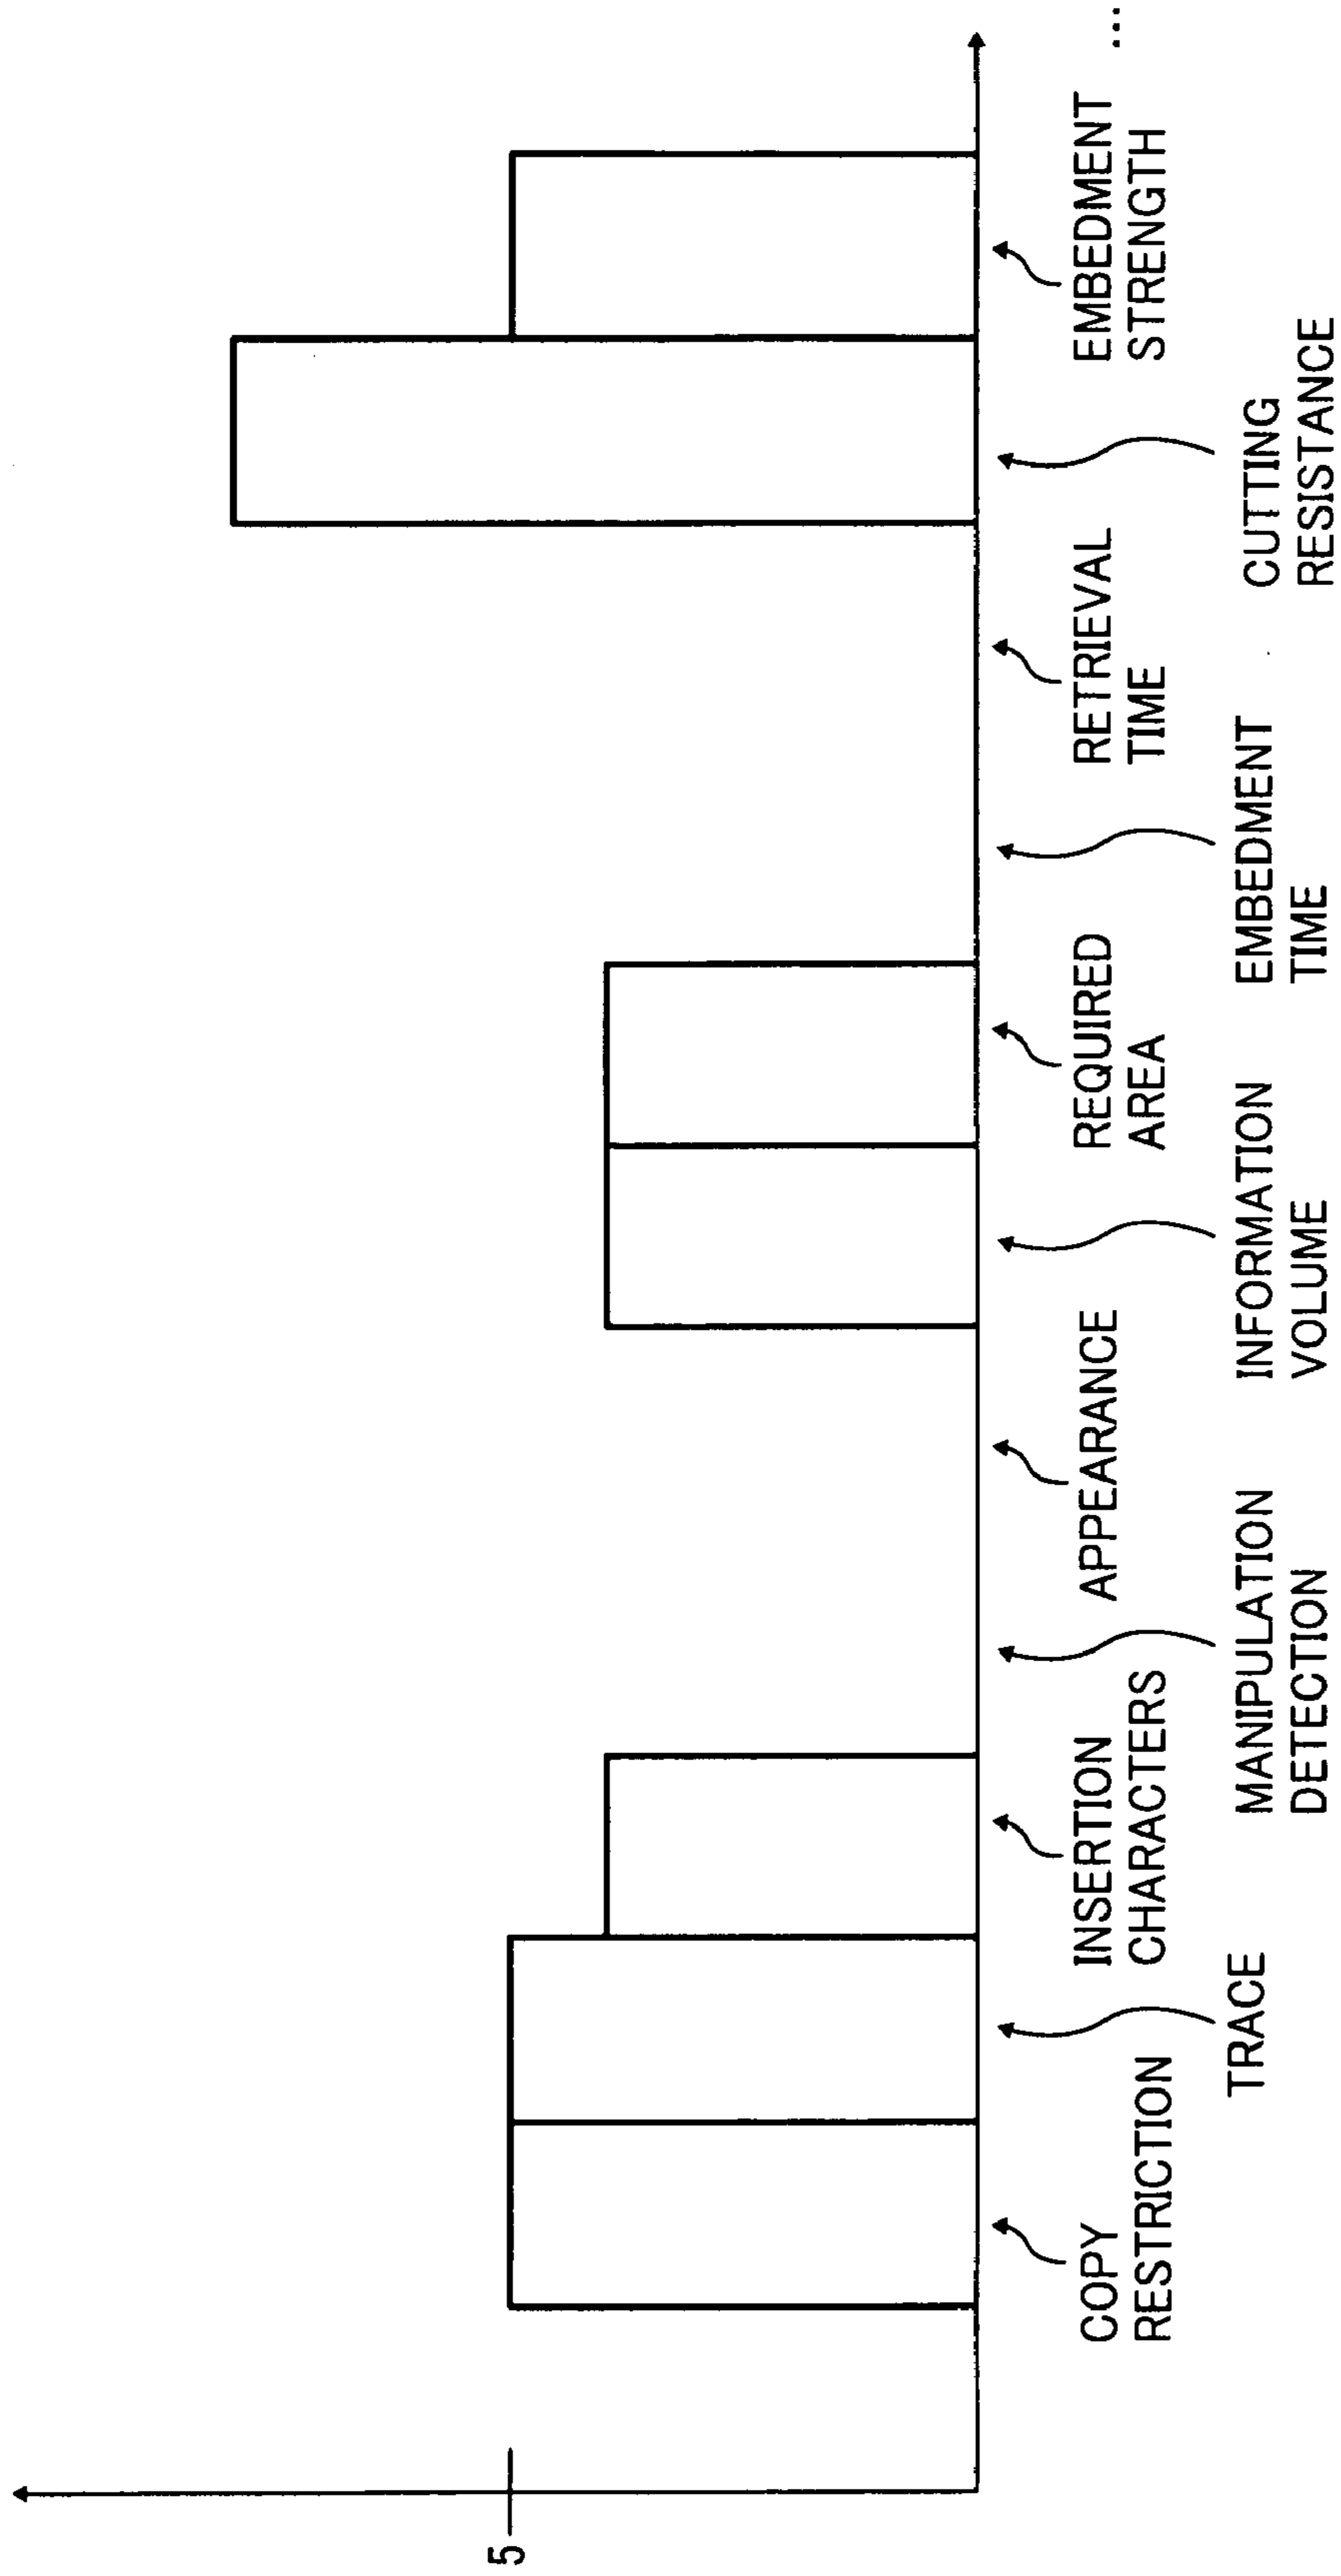 5
COPY
RESTRICTION
TRACE
INSERTION
CHARACTERS
MANIPULATION
DETECTION
APPEARANCE
INFORMATION
VOLUME
REQUIRED
AREA
EMBEDMENT
TIME
RETRIEVAL
TIME
CUTTING
RESISTANCE
EMBEDMENT
STRENGTH
...